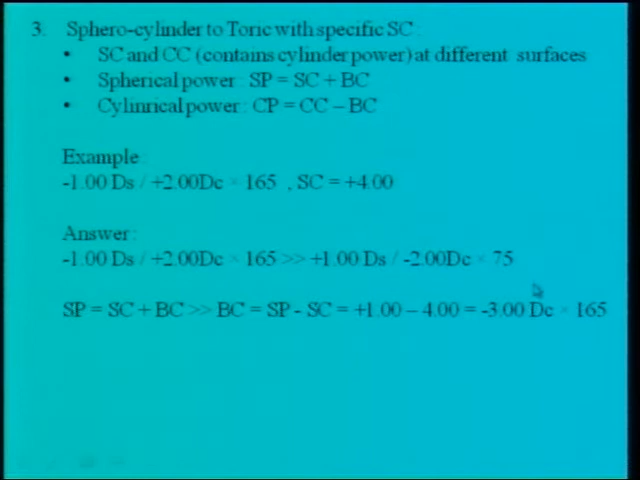 3. Sphero-cylinder to Toric with specific SC :
• SC and CC (contains cylinder power) at different surfaces
• Spherical power : SP = SC + BC
• Cylinrical power : CP = CC – BC
Example :
-1.00 Ds / +2.00Dc × 165 , SC = +4.00
Answer :
-1.00 Ds / +2.00Dc × 165 >> +1.00 Ds / -2.00Dc × 75
SP = SC + BC >> BC = SP - SC = +1.00 – 4.00 = -3.00 Dc × 165